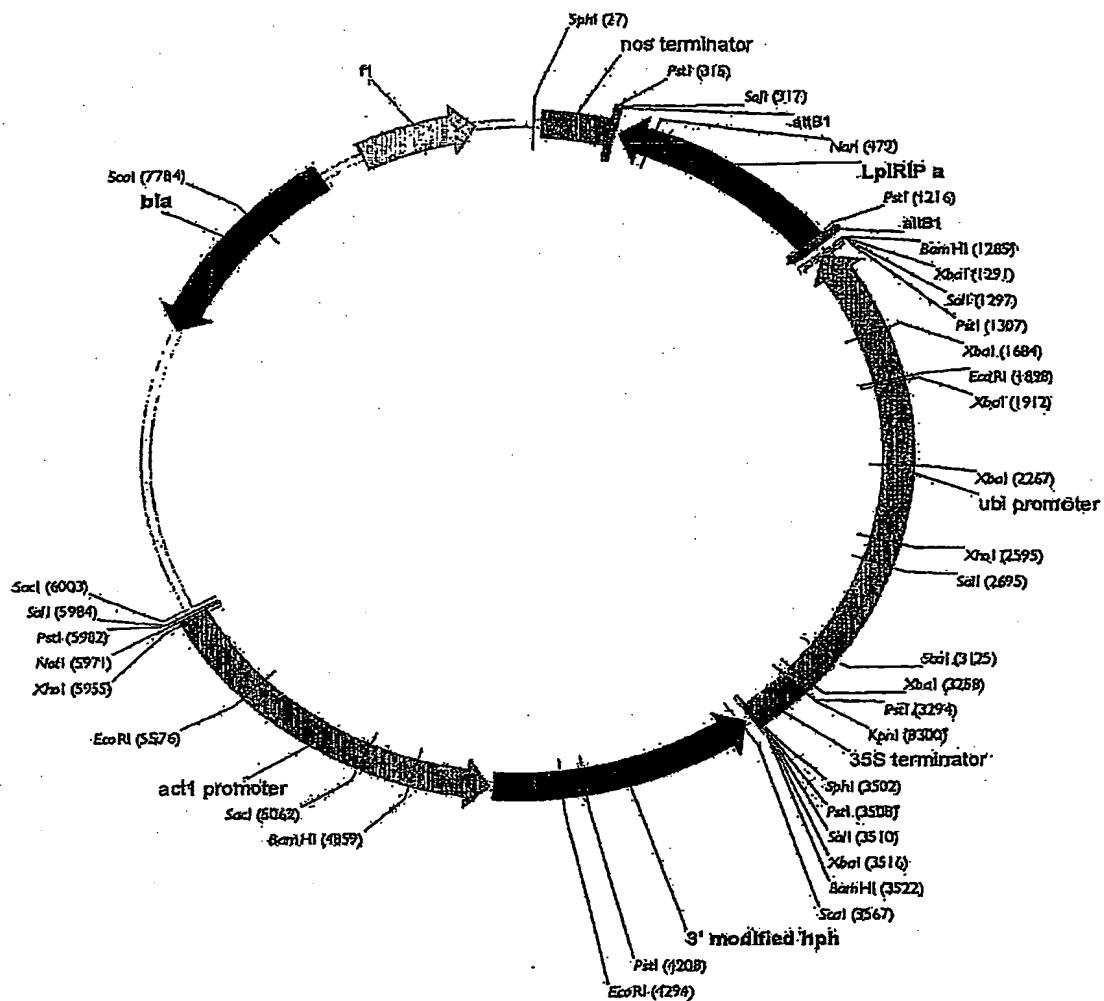 SphI (27)
nos terminator
PstI (315)
SalI (317)
attB1
NarI (472)
LpIRIP a
PstI (1216)
attB1
BamHI (1285)
XbaI (1291)
SalI (1297)
PstI (1307)
XbaI (1684)
EcoRI (1898)
XbaI (1912)
XbaI (2267)
ubi promoter
XhoI (2595)
SalI (2695)
ScaI (3125)
XbaI (3258)
PstI (3294)
KpnI (3300)
35S terminator
SphI (3502)
PstI (3508)
SalI (3510)
XbaI (3516)
BamHI (3522)
ScaI (3567)
3' modified hph
PstI (4208)
EcoRI (4294)
BamHI (4859)
SacI (5062)
act1 promoter
EcoRI (5576)
XhoI (5955)
NotI (5971)
PstI (5982)
SalI (5984)
SacI (6003)
bla
ScaI (7784)
f1